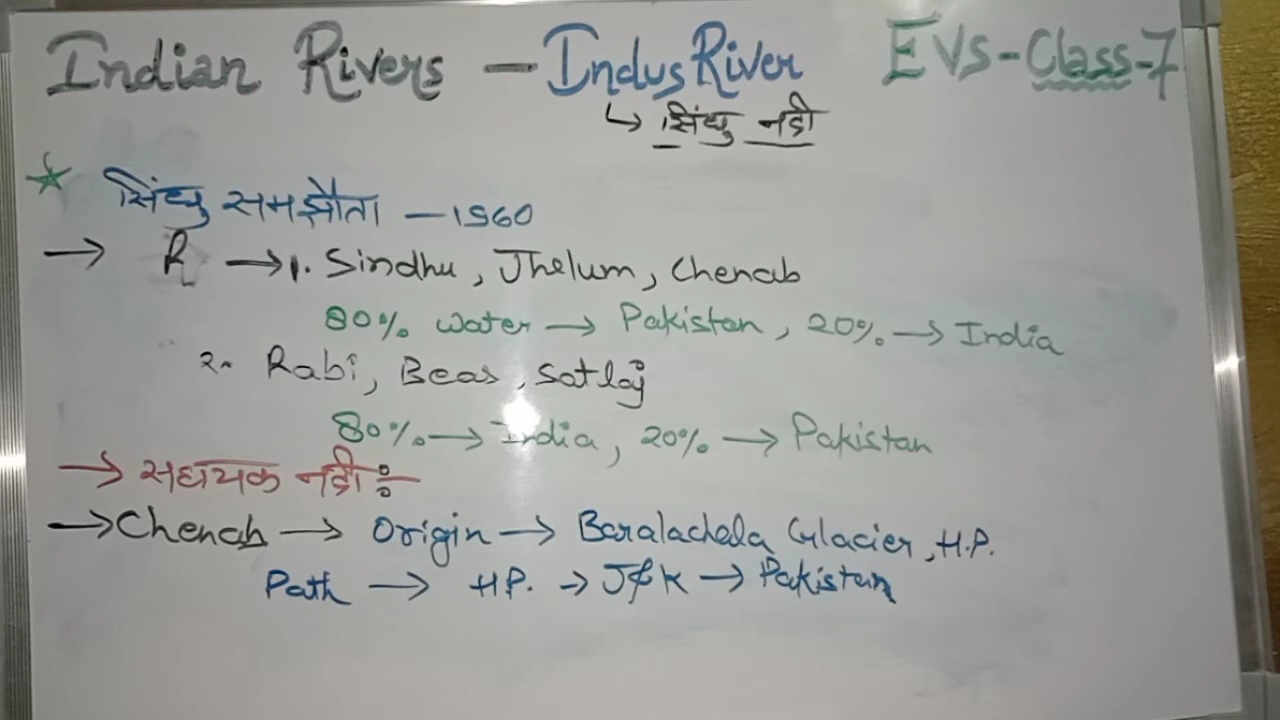 Indian Rivers - Indus River EVS-Class-7
↳ सिंधु नदी
★ सिंधु समझौता - 1960
→ R → 1. Sindhu, Jhelum, Chenab
80% water → Pakistan, 20% → India
2. Rabi, Beas, Satlaj
80% → India, 20% → Pakistan
→ सहायक नदी :-
→ Chenab → Origin → Baralachala Glacier, H.P.
Path → H.P. → J&K → Pakistan